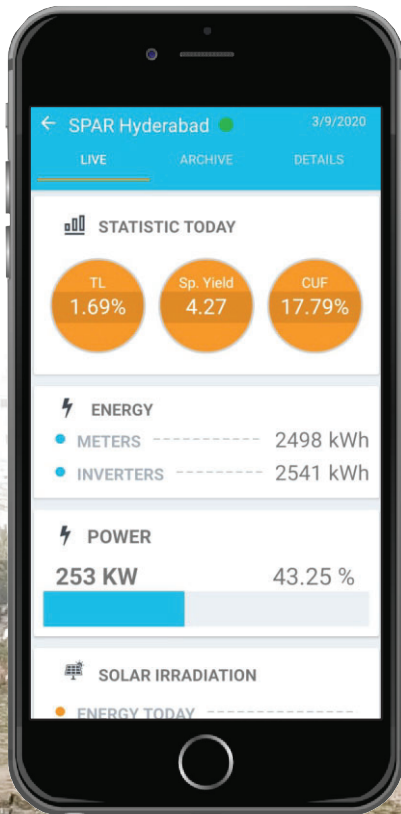 SPAR Hyderabad 3/9/2020
LIVE ARCHIVE DETAILS
STATISTIC TODAY
TL Sp. Yield CUF
1.69% 4.27 17.79%
ENERGY
METERS 2498 kWh
INVERTERS 2541 kWh
POWER
253 KW 43.25 %
SOLAR IRRADIATION
ENERGY TODAY